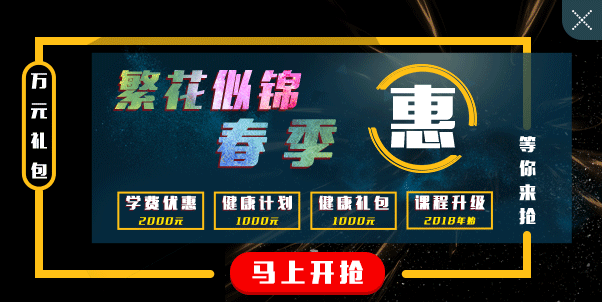 万元礼包
繁花似锦
春季
惠
等你来抢
学费优惠
2000元
健康计划
1000元
健康礼包
1000元
课程升级
2018年始
马上开抢